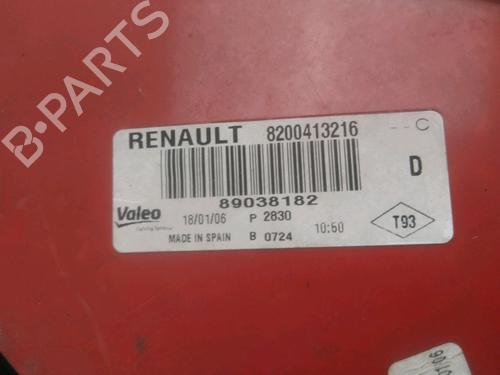 RENAULT 8200413216 -- C
D
89038182
Valeo
18/01/06 P 2830 10:50
MADE IN SPAIN B 0724
T93
B-PARTS